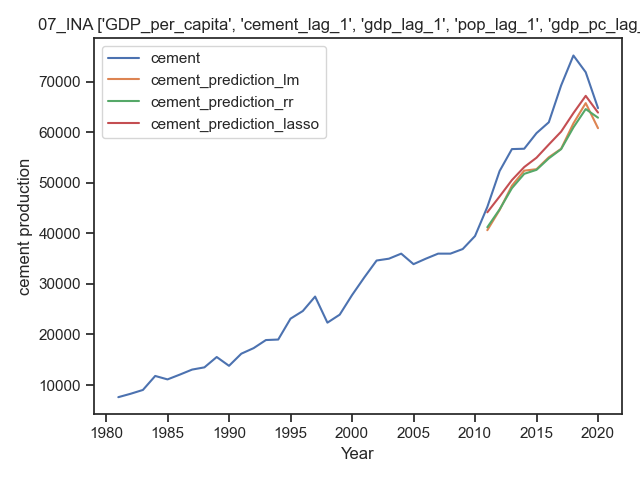 07_INA ['GDP_per_capita', 'cement_lag_1', 'gdp_lag_1', 'pop_lag_1', 'gdp_pc_lag_
cement
cement_prediction_lm
cement_prediction_rr
cement_prediction_lasso
cement production
70000
60000
50000
40000
30000
20000
10000
1980 1985 1990 1995 2000 2005 2010 2015 2020
Year